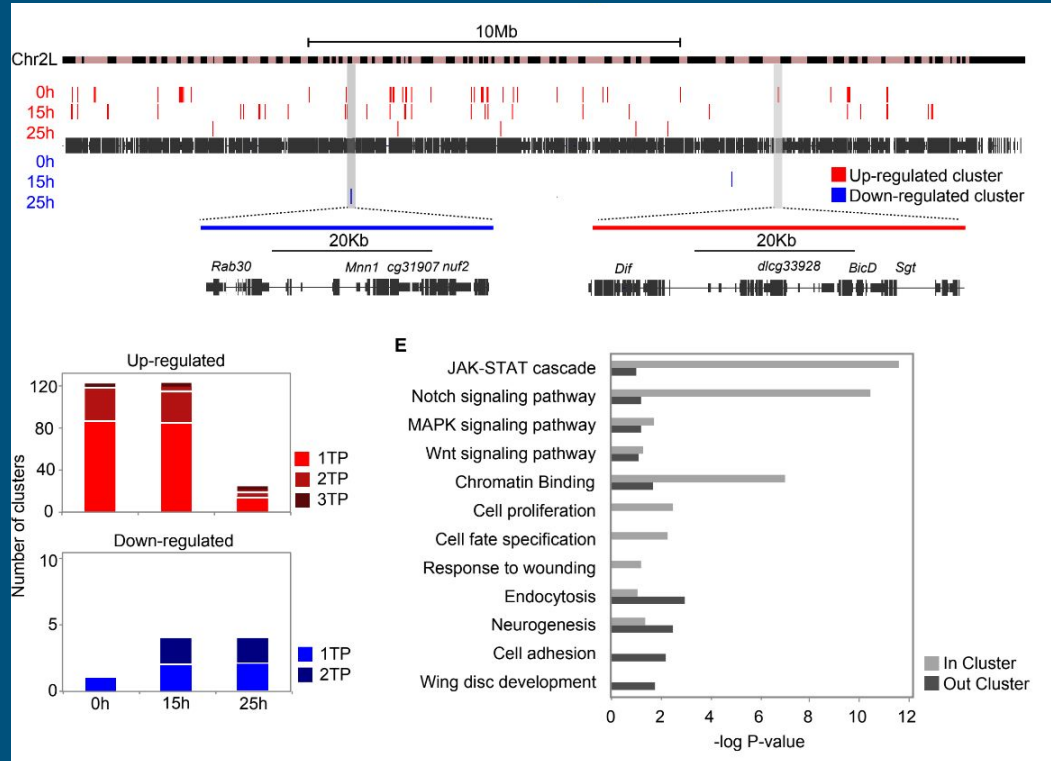 10Mb
Chr2L
0h
15h
25h
0h
15h
25h
Up-regulated cluster
Down-regulated cluster
20Kb
20Kb
Rab30 Mnn1 cg31907 nuf2
Dif dlcg33928 BicD Sgt
Up-regulated
120
80
40
0
1TP
2TP
3TP
Number of clusters
Down-regulated
10
5
0
1TP
2TP
0h 15h 25h
E
JAK-STAT cascade
Notch signaling pathway
MAPK signaling pathway
Wnt signaling pathway
Chromatin Binding
Cell proliferation
Cell fate specification
Response to wounding
Endocytosis
Neurogenesis
Cell adhesion
Wing disc development
In Cluster
Out Cluster
0 2 4 6 8 10 12
-log P-value